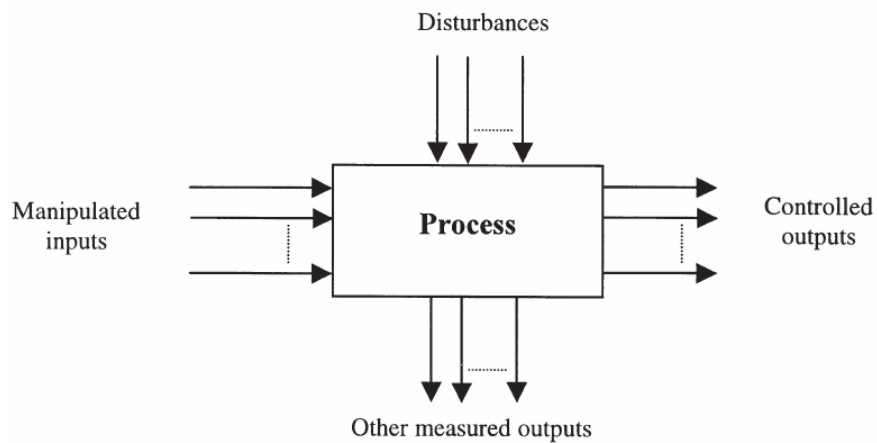 Disturbances
Manipulated
inputs
Process
Controlled
outputs
Other measured outputs